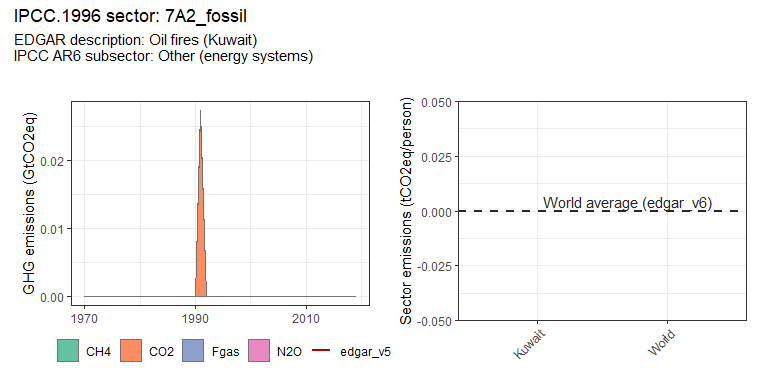 IPCC.1996 sector: 7A2_fossil
EDGAR description: Oil fires (Kuwait)
IPCC AR6 subsector: Other (energy systems)
GHG emissions (GtCO2eq)
0.02
0.01
0.00
1970 1990 2010
CH4 CO2 Fgas N2O edgar_v5
Sector emissions (tCO2eq/person)
0.050
0.025
0.000
-0.025
-0.050
World average (edgar_v6)
Kuwait World